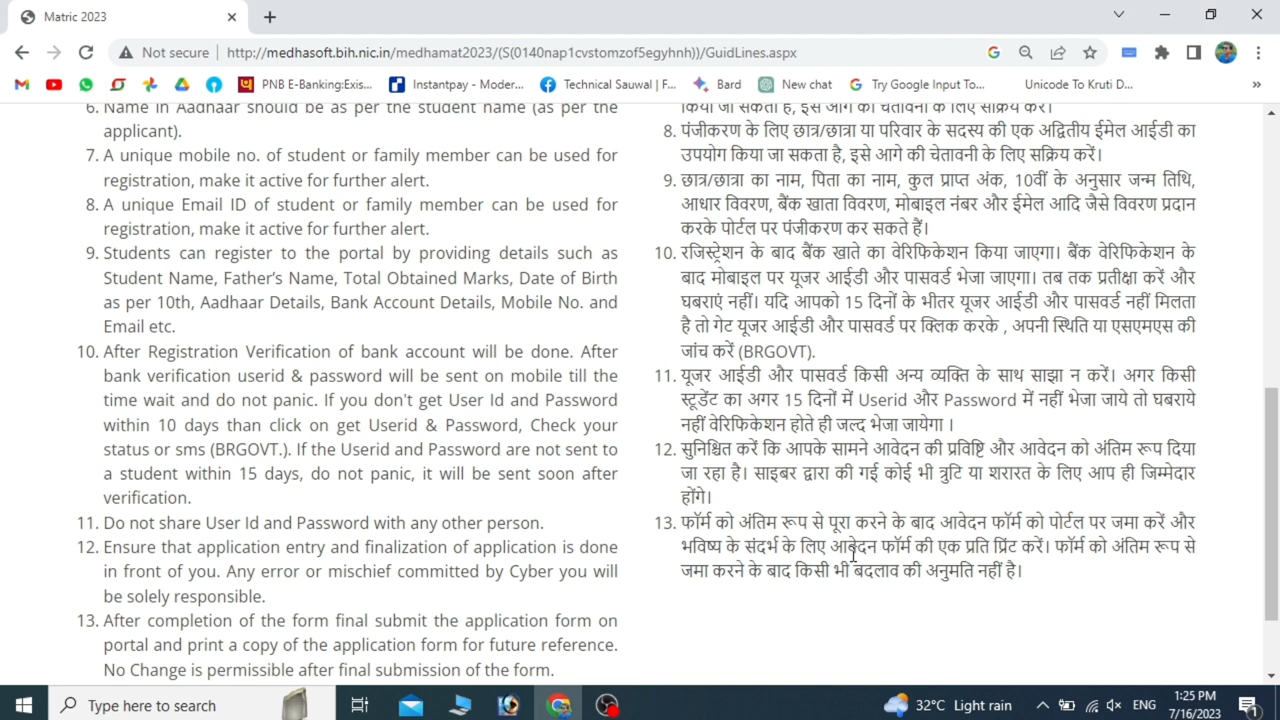 Matric 2023
Not secure
http://medhasoft.bih.nic.in/medhamat2023/(S(0140nap1cvstomzof5egyhnh))/GuidLines.aspx
PNB E-Banking:Exis...
Instantpay - Moder...
Technical Sauwal | F...
Bard
New chat
Try Google Input To...
Unicode To Kruti D...
»
6. Name in Aadhaar should be as per the student name (as per the
applicant).
7. A unique mobile no. of student or family member can be used for
registration, make it active for further alert.
8. A unique Email ID of student or family member can be used for
registration, make it active for further alert.
9. Students can register to the portal by providing details such as
Student Name, Father's Name, Total Obtained Marks, Date of Birth
as per 10th, Aadhaar Details, Bank Account Details, Mobile No. and
Email etc.
10. After Registration Verification of bank account will be done. After
bank verification userid & password will be sent on mobile till the
time wait and do not panic. If you don't get User Id and Password
within 10 days than click on get Userid & Password, Check your
status or sms (BRGOVT.). If the Userid and Password are not sent to
a student within 15 days, do not panic, it will be sent soon after
verification.
11. Do not share User Id and Password with any other person.
12. Ensure that application entry and finalization of application is done
in front of you. Any error or mischief committed by Cyber you will
be solely responsible.
13. After completion of the form final submit the application form on
portal and print a copy of the application form for future reference.
No Change is permissible after final submission of the form.
किया जा सकता है, इसे आगे की चेतावनी के लिए सक्रिय करें।
8. पंजीकरण के लिए छात्र/छात्रा या परिवार के सदस्य की एक अद्वितीय ईमेल आईडी का
उपयोग किया जा सकता है, इसे आगे की चेतावनी के लिए सक्रिय करें।
9. छात्र/छात्रा का नाम, पिता का नाम, कुल प्राप्त अंक, 10वीं के अनुसार जन्म तिथि,
आधार विवरण, बैंक खाता विवरण, मोबाइल नंबर और ईमेल आदि जैसे विवरण प्रदान
करके पोर्टल पर पंजीकरण कर सकते हैं।
10. रजिस्ट्रेशन के बाद बैंक खाते का वेरिफिकेशन किया जाएगा। बैंक वेरिफिकेशन के
बाद मोबाइल पर यूजर आईडी और पासवर्ड भेजा जाएगा। तब तक प्रतीक्षा करें और
घबराएं नहीं। यदि आपको 15 दिनों के भीतर यूजर आईडी और पासवर्ड नहीं मिलता
है तो गेट यूजर आईडी और पासवर्ड पर क्लिक करके , अपनी स्थिति या एसएमएस की
जांच करें (BRGOVT).
11. यूजर आईडी और पासवर्ड किसी अन्य व्यक्ति के साथ साझा न करें। अगर किसी
स्टूडेंट का अगर 15 दिनों में Userid और Password में नहीं भेजा जाये तो घबराये
नहीं वेरिफिकेशन होते ही जल्द भेजा जायेगा ।
12. सुनिश्चित करें कि आपके सामने आवेदन की प्रविष्टि और आवेदन को अंतिम रूप दिया
जा रहा है। साइबर द्वारा की गई कोई भी त्रुटि या शरारत के लिए आप ही जिम्मेदार
होंगे।
13. फॉर्म को अंतिम रूप से पूरा करने के बाद आवेदन फॉर्म को पोर्टल पर जमा करें और
भविष्य के संदर्भ के लिए आवेदन फॉर्म की एक प्रति प्रिंट करें। फॉर्म को अंतिम रूप से
जमा करने के बाद किसी भी बदलाव की अनुमति नहीं है।
Type here to search
32°C Light rain
ENG
1:25 PM
7/16/2023
1